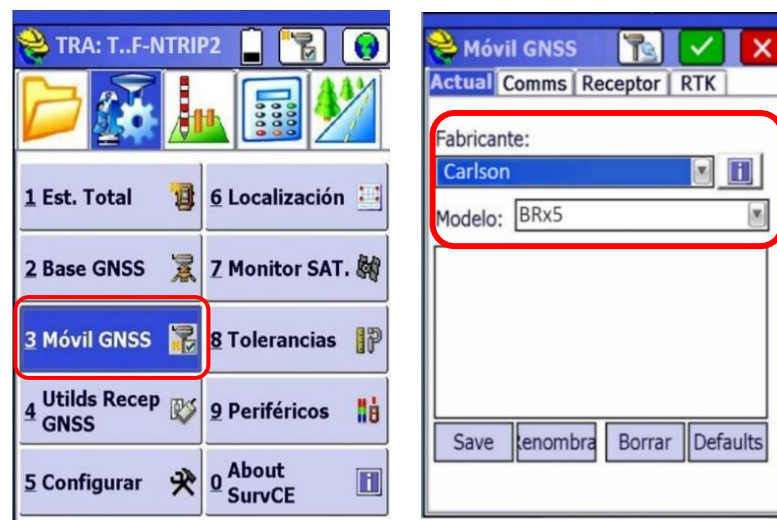 TRA: T..F-NTRIP2
1 Est. Total
6 Localización
2 Base GNSS
7 Monitor SAT.
3 Móvil GNSS
8 Tolerancias
4 Utilds Recep
GNSS
9 Periféricos
5 Configurar
0 About
SurvCE
Móvil GNSS
Actual Comms Receptor RTK
Fabricante:
Carlson
Modelo: BRx5
Save tenombra Borrar Defaults